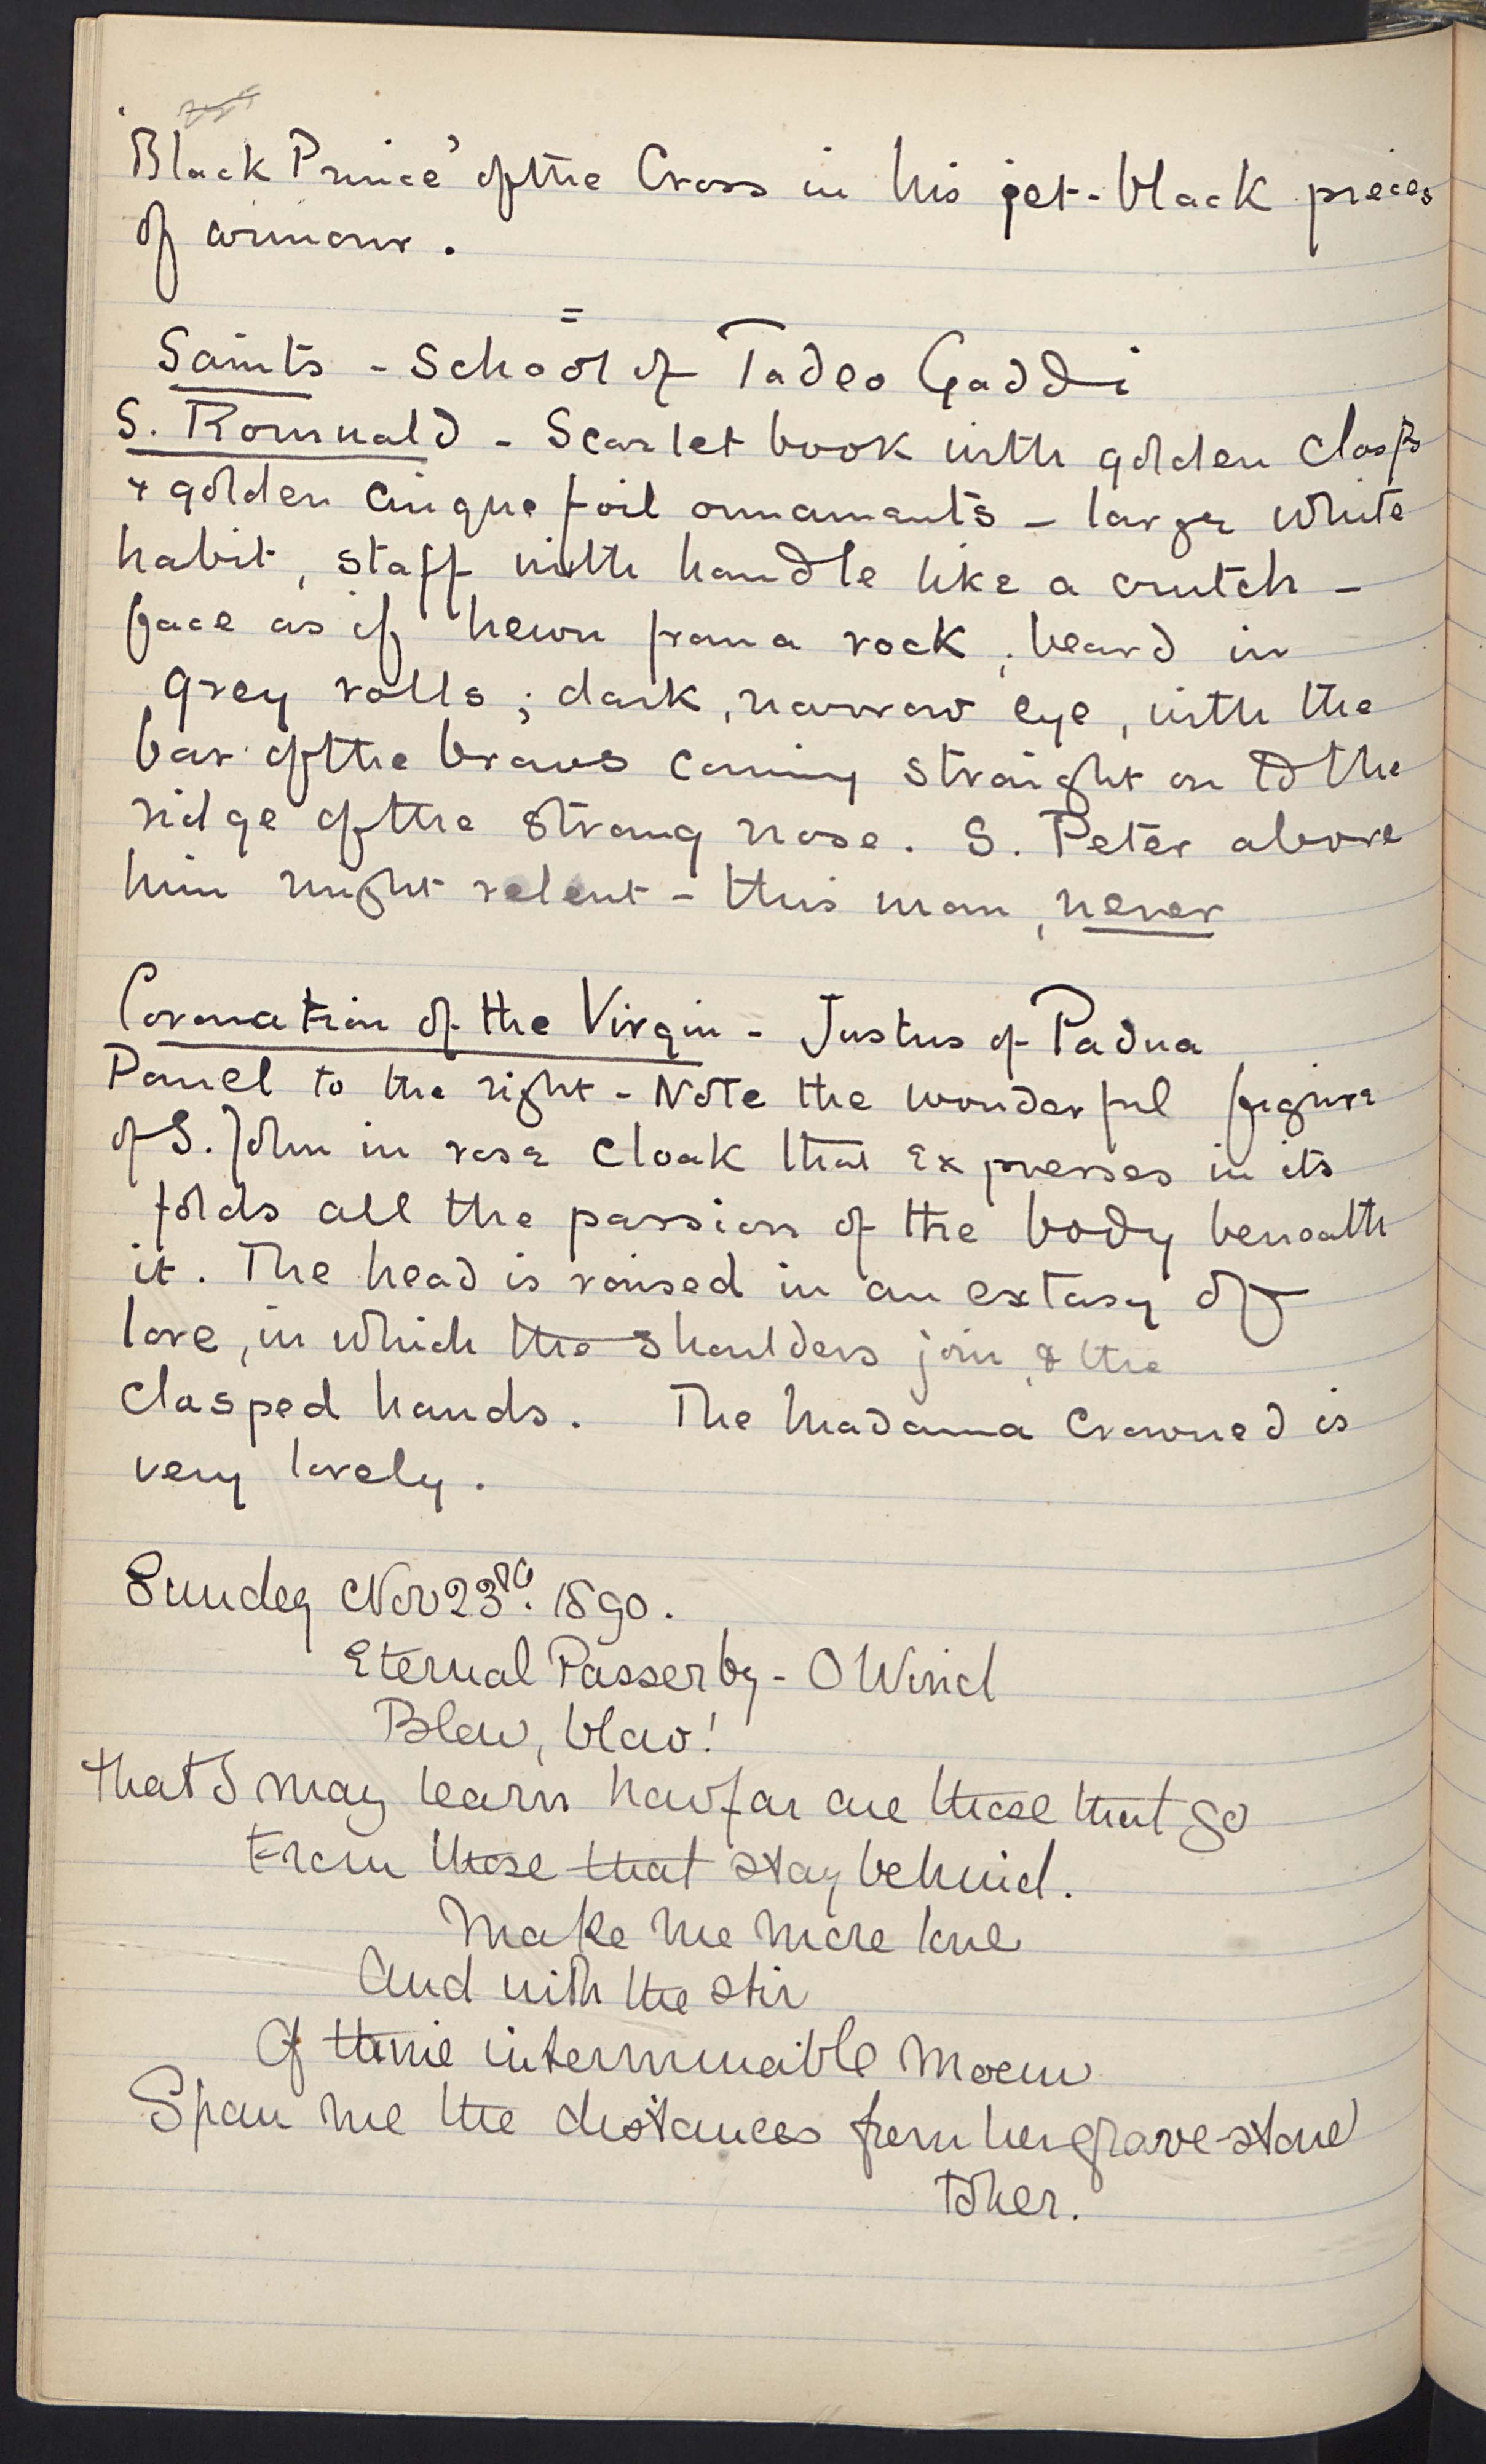 'Black Prince' of the Cross in his jet-black pieces
of armour.
=
Saints - School of Tadeo Gaddi
S. Romuald - Scarlet book with golden clasps
+ golden cinque foil ornaments - large white
habit, staff with handle like a crutch -
face as if hewn from a rock, beard in
grey rolls; dark, narrow eye, with the
bar of the brows coming straight on to the
ridge of the strong nose. S. Peter above
him might relent - this man, never
Coronation of the Virgin - Justus of Padua
Panel to the right - Note the wonderful figure
of S. John in rose cloak that expresses in its
folds all the passion of the body beneath
it. The head is raised in an extasy of
love, in which the shoulders join, & the
clasped hands. The Madonna Crowned is
very lovely.
Sunday Nov 23rd. 1890.
Eternal Passer by - O Wind
Blow, blow!
That I may learn how far are those that go
From those that stay behind.
Make me more lone
And with the stir
Of thine interminable moan
Span me the distances from her grave-stone
to her.